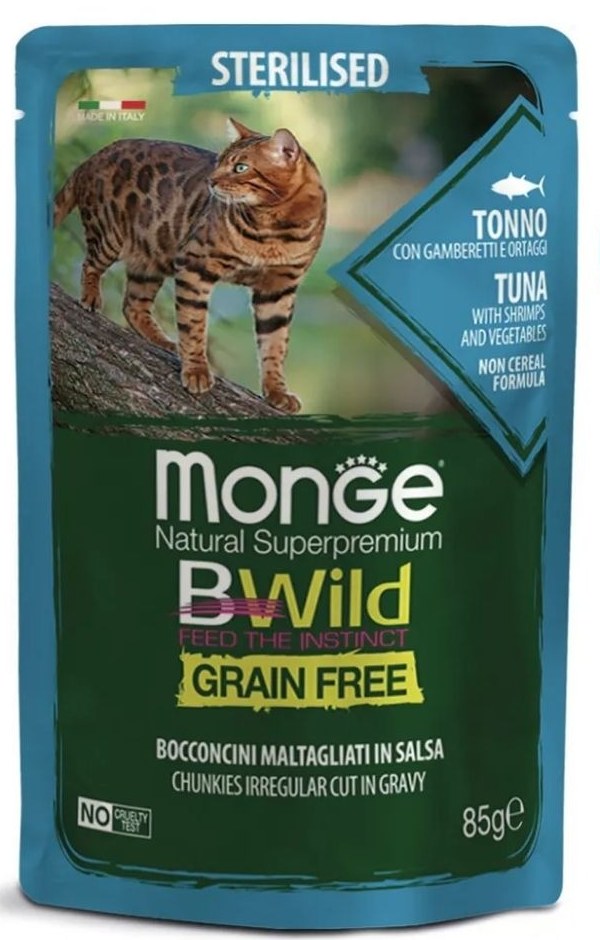 STERILISED
MADE IN ITALY
TONNO
CON GAMBERETTI E ORTAGGI
TUNA
WITH SHRIMPS
AND VEGETABLES
NON CEREAL
FORMULA
MONGE
Natural Superpremium
BWild
FEED THE INSTINCT
GRAIN FREE
BOCCONCINI MALTAGLIATI IN SALSA
CHUNKIES IRREGULAR CUT IN GRAVY
NO CRUELTY
TEST
85g℮